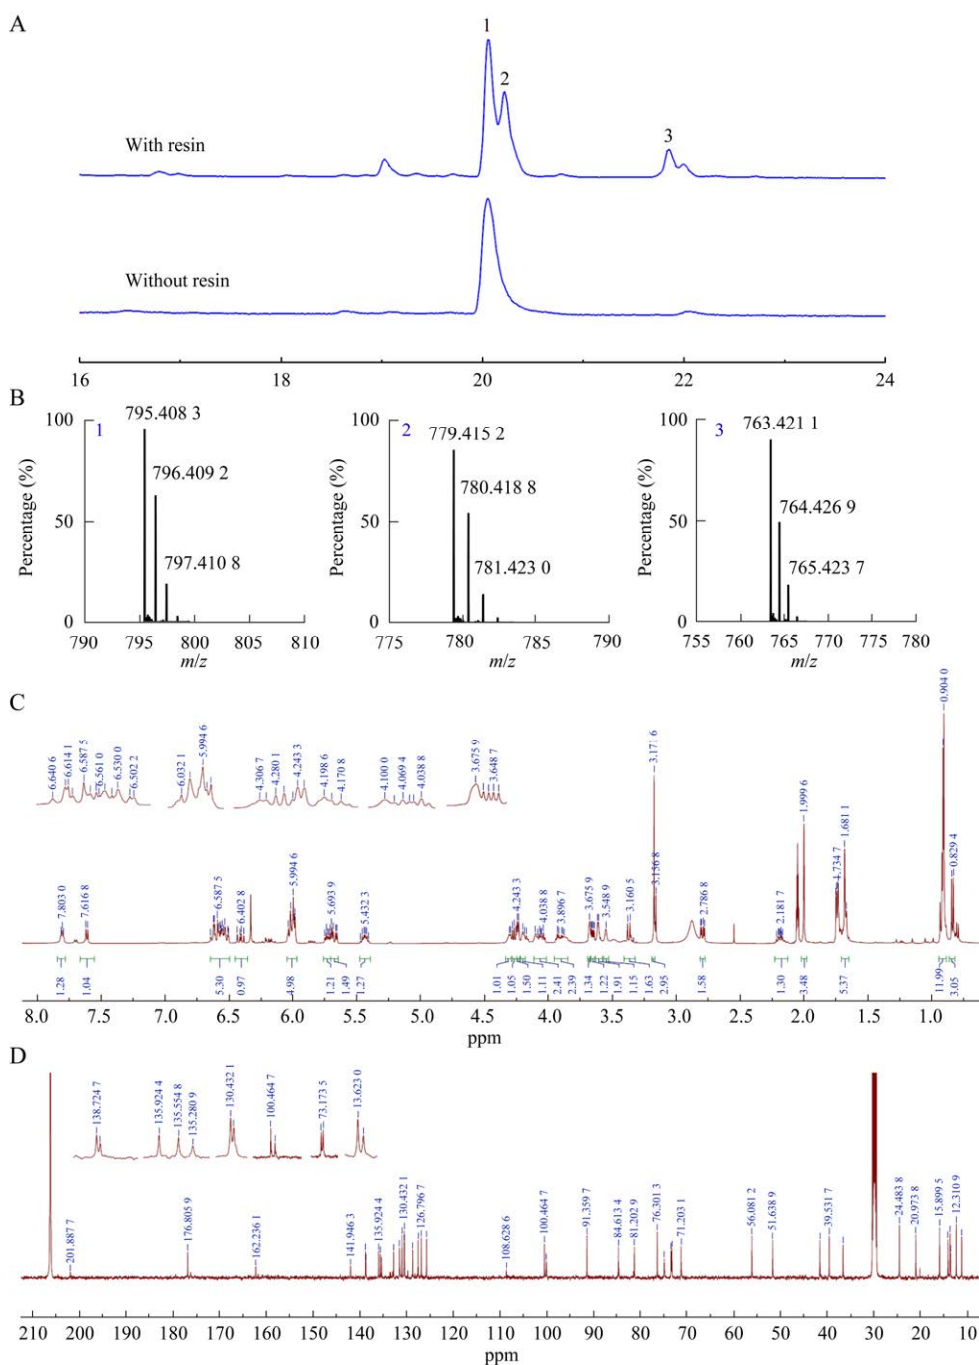 A
1
2
3
With resin
Without resin
16 18 20 22 24
B
100 50 0
Percentage (%)
1
795.408 3
796.409 2
797.410 8
790 795 800 805 810
m/z
100 50 0
Percentage (%)
2
779.415 2
780.418 8
781.423 0
775 780 785 790
m/z
100 50 0
Percentage (%)
3
763.421 1
764.426 9
765.423 7
755 760 765 770 775 780
m/z
C
6.640 6 6.614 1 6.587 5 6.561 0 6.530 0 6.502 2
6.032 1 5.994 6
4.306 7 4.280 1 4.243 3 4.198 6 4.170 8
4.100 0 4.069 4 4.038 8
3.675 9 3.648 7
7.803 0 7.616 8 6.587 5 6.402 8 5.994 6 5.693 9 5.432 3 4.243 3 4.038 8 3.896 7 3.675 9 3.548 9 3.160 5 3.171 6 3.156 8 2.786 8 2.181 7 1.999 6 1.681 1 0.904 0 0.829 4
1.28 1.04 5.30 0.97 4.98 1.21 1.49 1.27 1.01 1.05 1.50 1.11 2.41 2.39 1.34 1.22 1.91 1.15 1.63 2.95 1.58 1.30 3.48 5.37 11.99 3.05
8.0 7.5 7.0 6.5 6.0 5.5 5.0 4.5 4.0 3.5 3.0 2.5 2.0 1.5 1.0
ppm
D
138.724 7
135.924 4 135.554 8 135.280 9
130.432 1
100.464 7
73.173 5
13.623 0
201.887 7 176.805 9 162.236 1 141.946 3 135.924 4 130.432 1 126.796 7 108.628 6 100.464 7 91.359 7 84.613 4 81.202 9 76.301 3 71.203 1 56.081 2 51.638 9 39.531 7 24.483 8 20.973 8 15.899 5 12.310 9
210 200 190 180 170 160 150 140 130 120 110 100 90 80 70 60 50 40 30 20 10
ppm